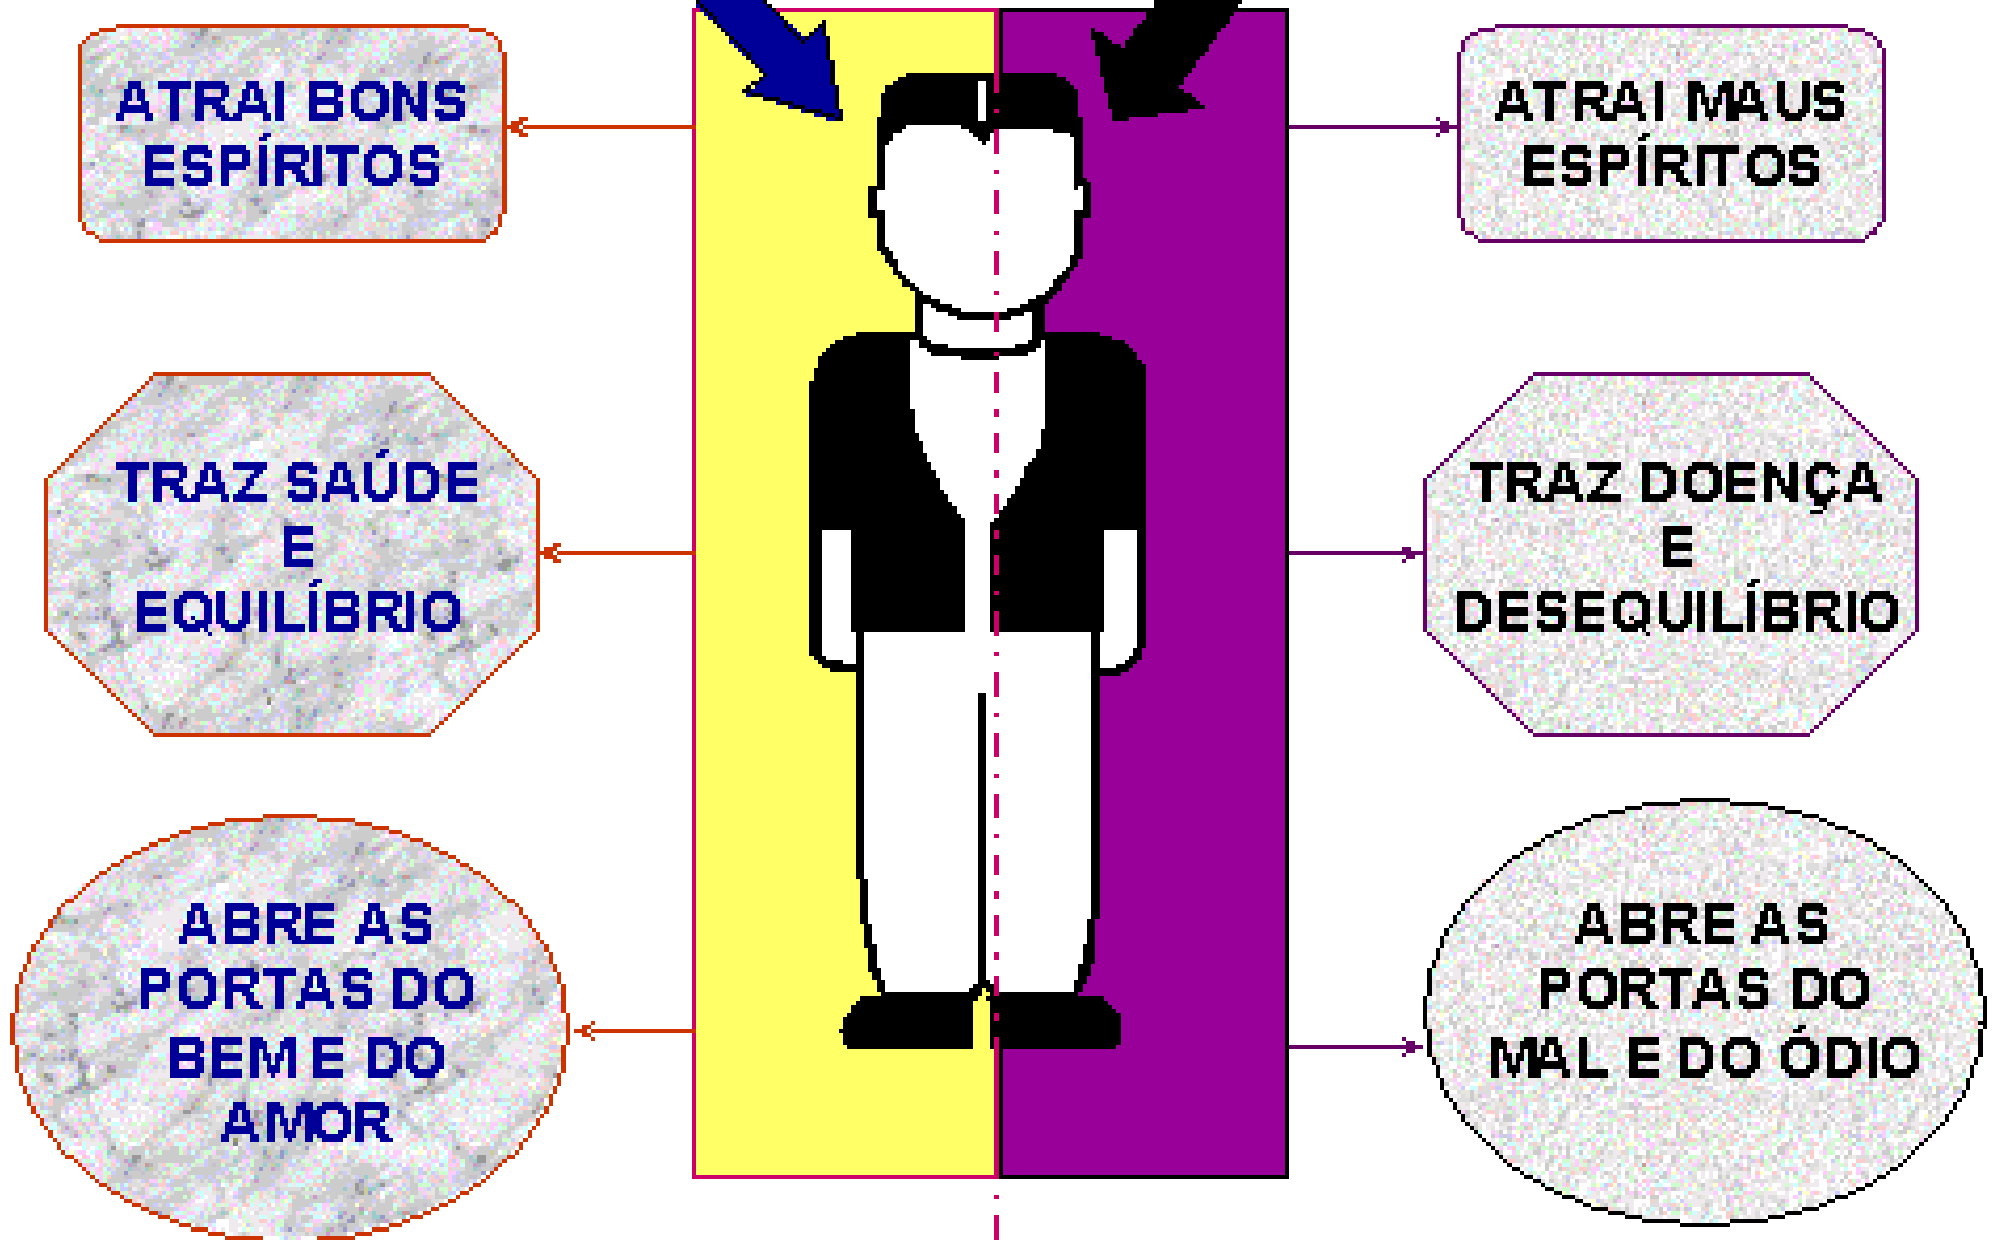 ATRAI BONS
ESPÍRITOS
ATRAI MAUS
ESPÍRITOS
TRAZ SAÚDE
E
EQUILÍBRIO
TRAZ DOENÇA
E
DESEQUILÍBRIO
ABRE AS
PORTAS DO
BEM E DO
AMOR
ABRE AS
PORTAS DO
MAL E DO ÓDIO